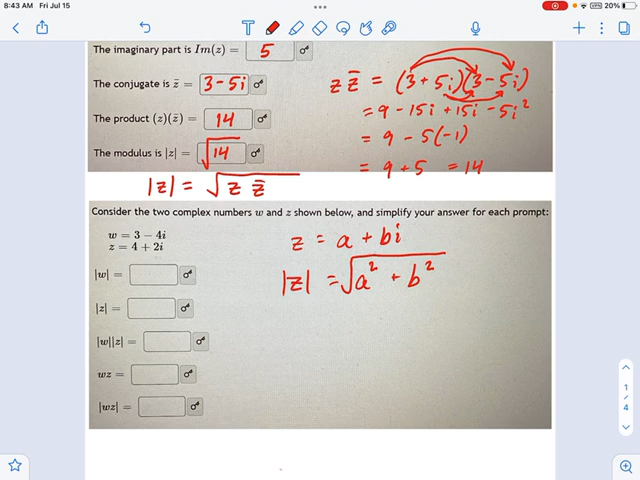 8:43 AM Fri Jul 15
VPN 20%
The imaginary part is Im(z) = 5
The conjugate is z̄ = 3 - 5i
The product (z)(z̄) = 14
The modulus is |z| = √14
|z| = √z z̄
z z̄ = (3 + 5i)(3 - 5i)
= 9 - 15i + 15i - 5i²
= 9 - 5(-1)
= 9 + 5 = 14
Consider the two complex numbers w and z shown below, and simplify your answer for each prompt:
w = 3 − 4i
z = 4 + 2i
|w| =
|z| =
|w||z| =
wz =
|wz| =
z = a + bi
|z| = √a² + b²
1
4